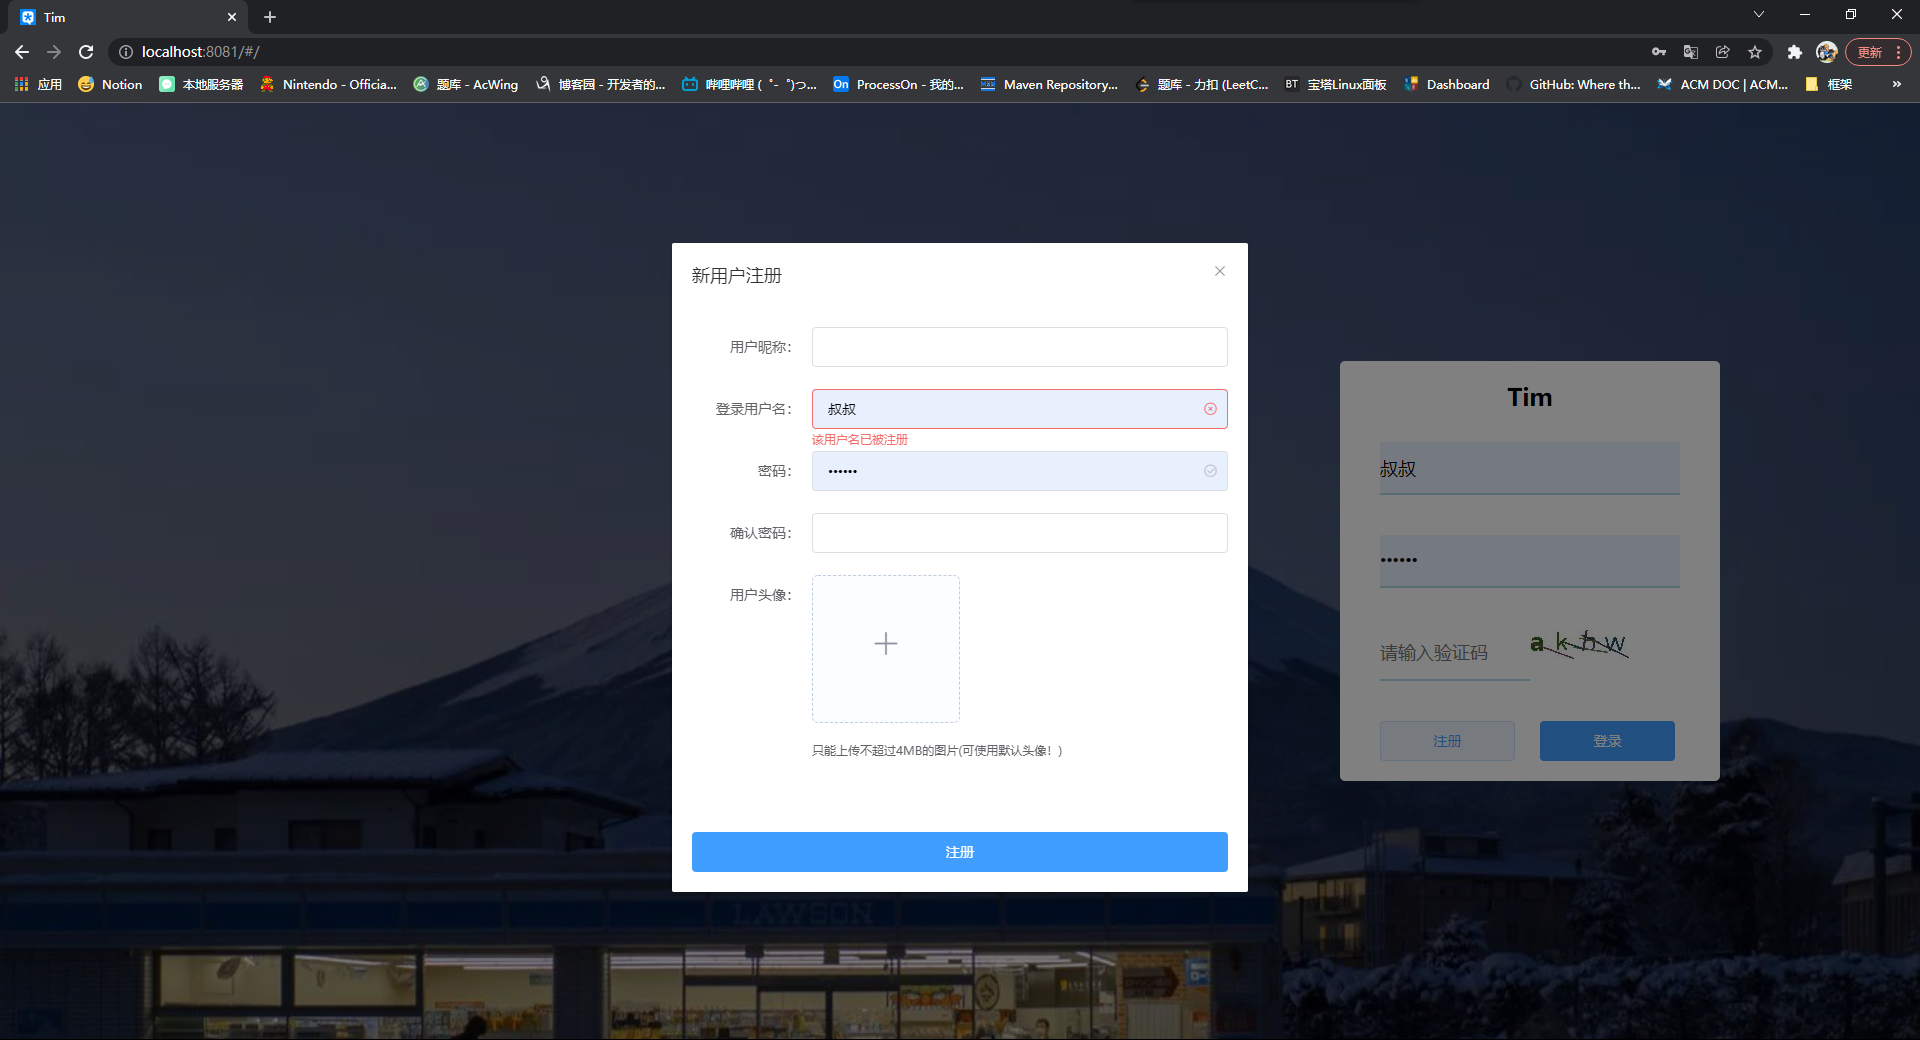 Tim
localhost:8081/#/
更新
应用
Notion
本地服务器
Nintendo - Officia...
题库 - AcWing
博客园 - 开发者的...
哔哩哔哩 (゜-゜)つ...
On
ProcessOn - 我的...
Maven Repository...
题库 - 力扣 (LeetC...
BT
宝塔Linux面板
Dashboard
GitHub: Where th...
ACM DOC | ACM...
框架
»
新用户注册
用户昵称：
登录用户名：
叔叔
该用户名已被注册
密码：
••••••
确认密码：
用户头像：
只能上传不超过4MB的图片(可使用默认头像！)
注册
Tim
叔叔
••••••
请输入验证码
a k h w
注册
登录
LAWSON